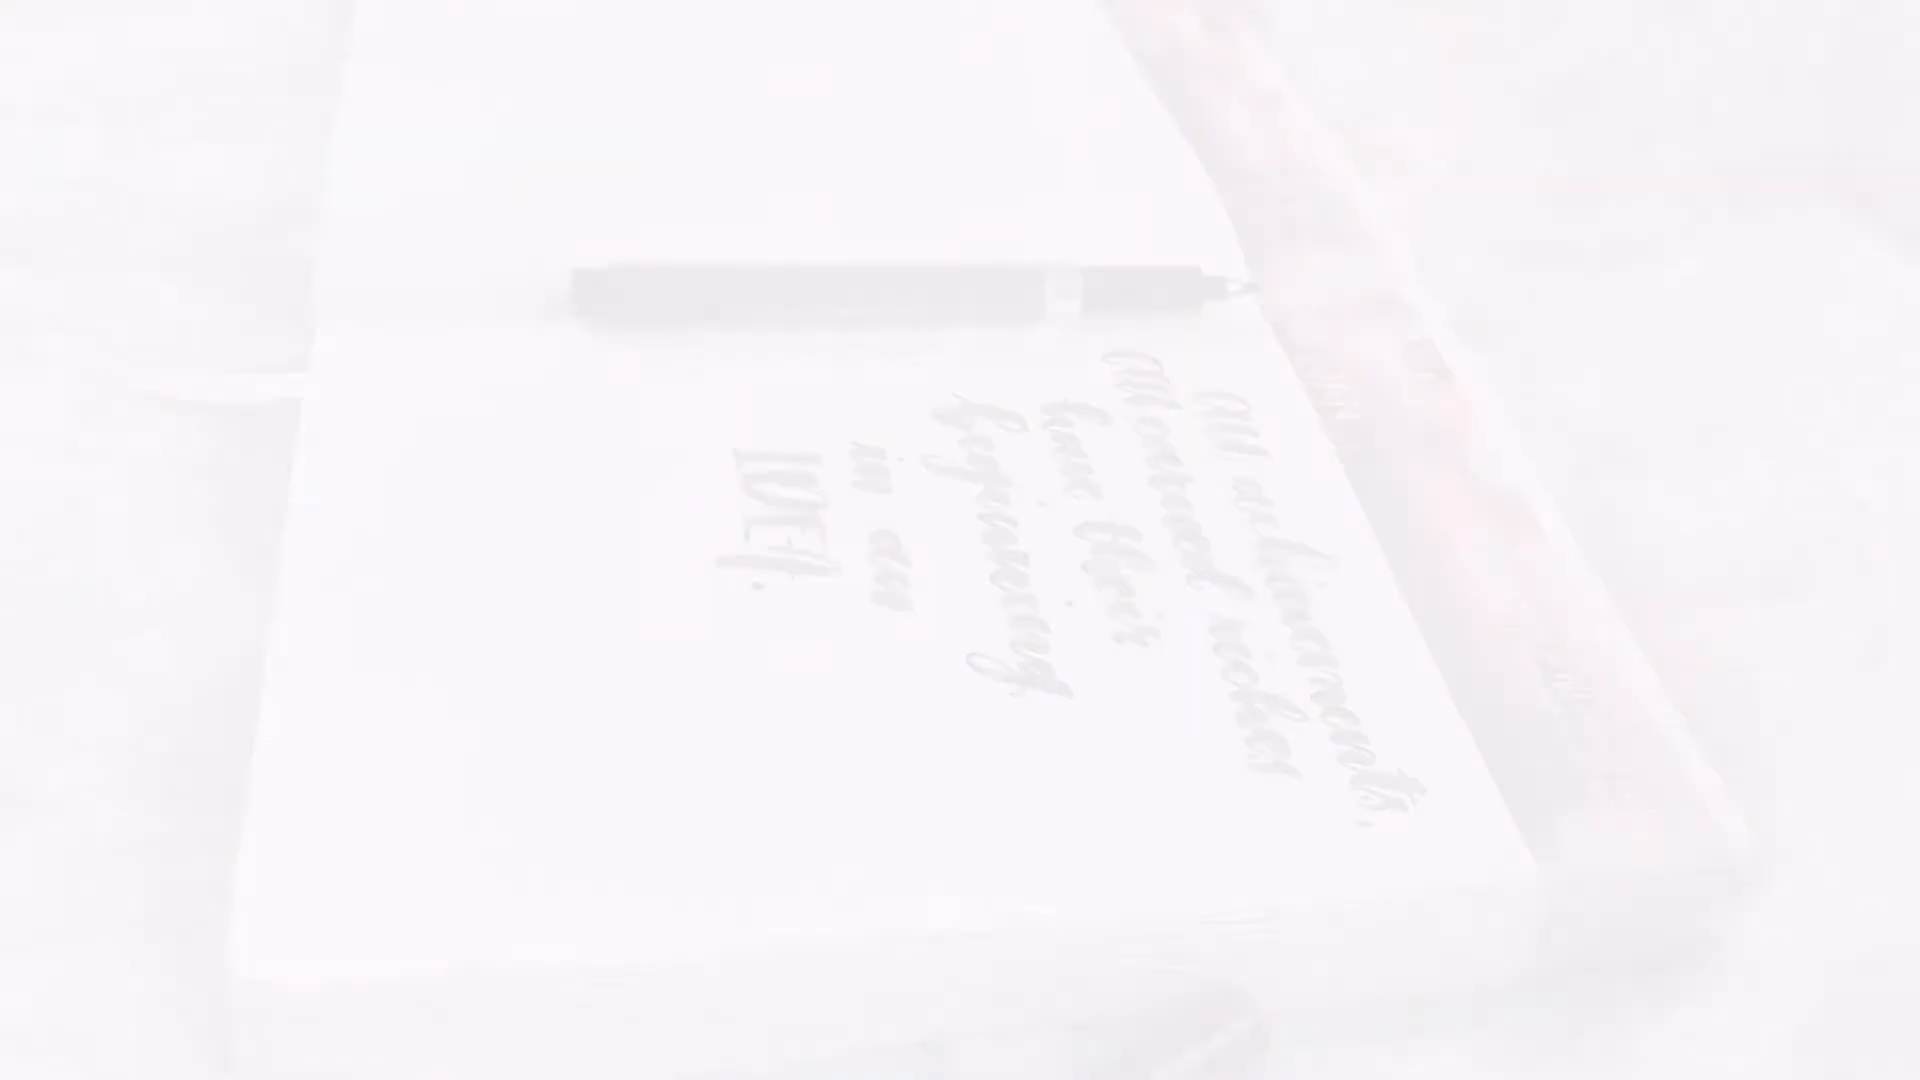 All achievements,
All earned riches
have their
beginning
in an
IDEA.